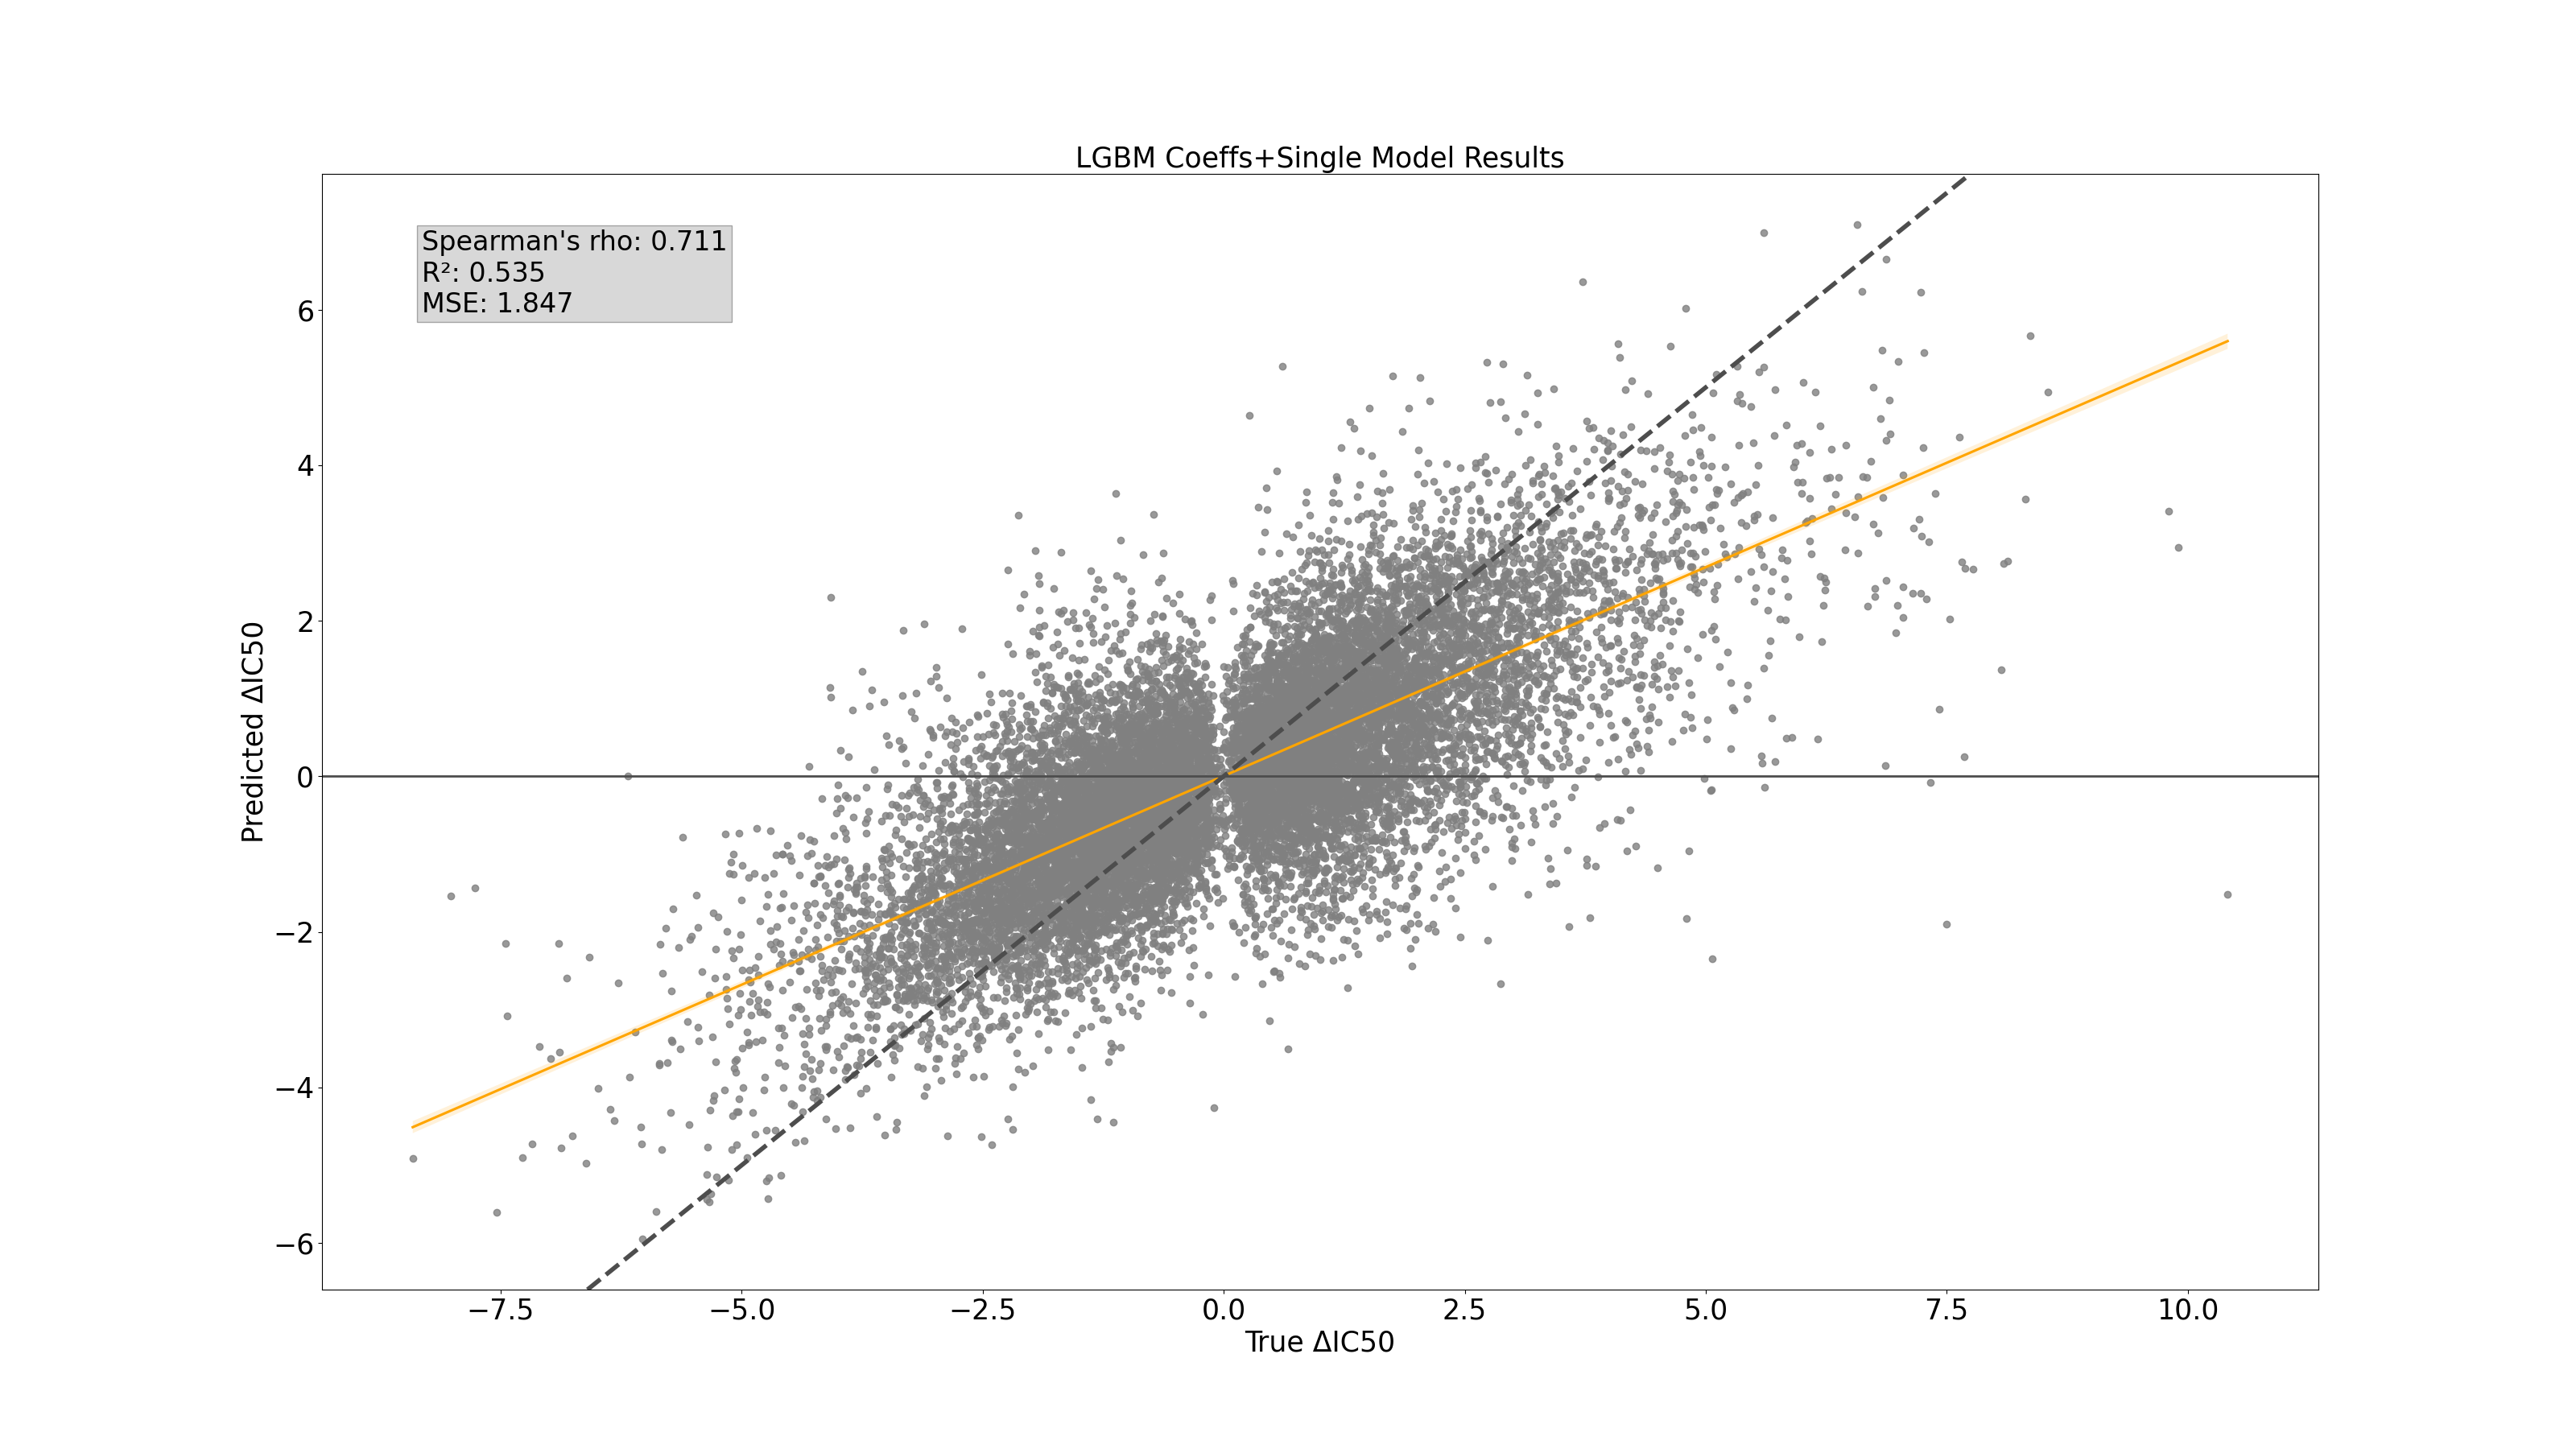 LGBM Coeffs+Single Model Results
Spearman's rho: 0.711
R²: 0.535
MSE: 1.847
6
4
2
0
−2
−4
−6
Predicted ΔIC50
−7.5 −5.0 −2.5 0.0 2.5 5.0 7.5 10.0
True ΔIC50